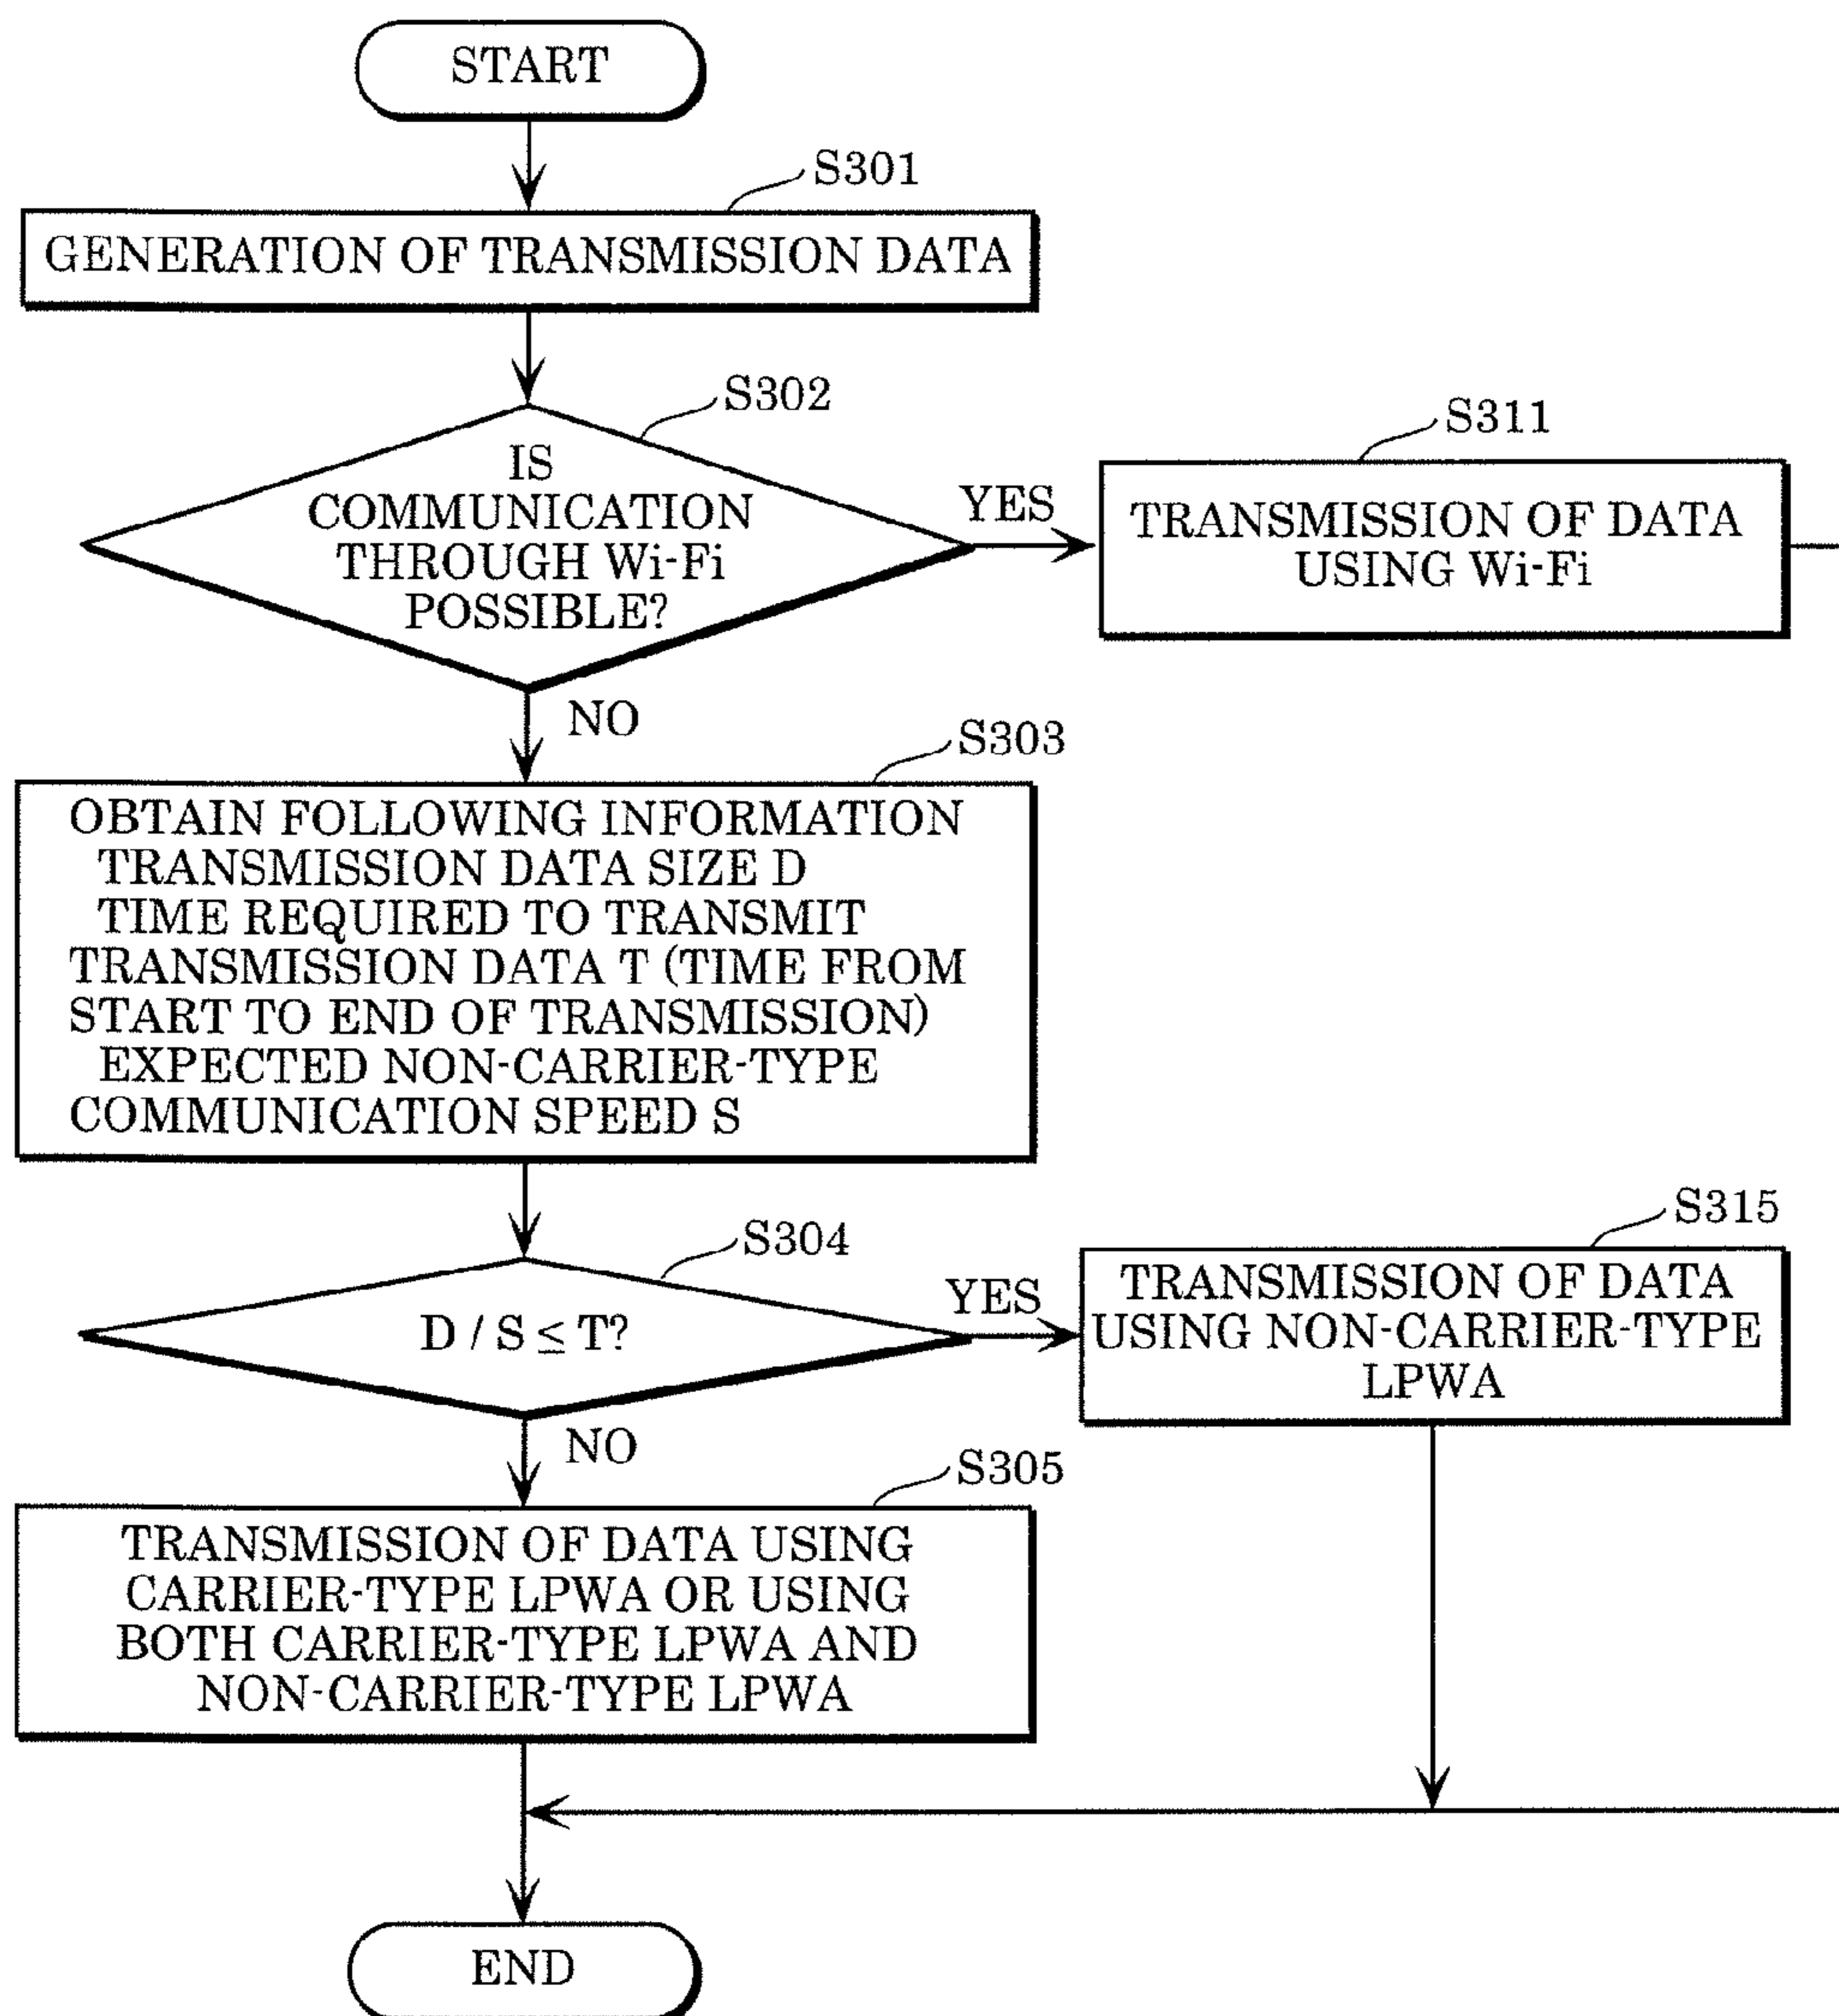 START
S301
GENERATION OF TRANSMISSION DATA
S302
IS
COMMUNICATION
THROUGH Wi-Fi
POSSIBLE?
YES
S311
TRANSMISSION OF DATA
USING Wi-Fi
NO
S303
OBTAIN FOLLOWING INFORMATION
TRANSMISSION DATA SIZE D
TIME REQUIRED TO TRANSMIT
TRANSMISSION DATA T (TIME FROM
START TO END OF TRANSMISSION)
EXPECTED NON-CARRIER-TYPE
COMMUNICATION SPEED S
S304
D / S ≤ T?
YES
S315
TRANSMISSION OF DATA
USING NON-CARRIER-TYPE
LPWA
NO
S305
TRANSMISSION OF DATA USING
CARRIER-TYPE LPWA OR USING
BOTH CARRIER-TYPE LPWA AND
NON-CARRIER-TYPE LPWA
END